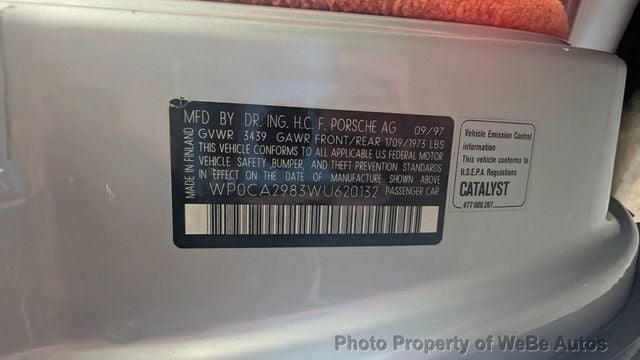 MADE IN FINLAND
MFD BY DR. ING. H.C. F. PORSCHE AG 09/97
GVWR 3439 GAWR FRONT/REAR 1709/1973 LBS
THIS VEHICLE CONFORMS TO ALL APPLICABLE US FEDERAL MOTOR
VEHICLE SAFETY, BUMPER, AND THEFT PREVENTION STANDARDS
IN EFFECT ON THE DATE OF MANUFACTURE SHOWN ABOVE
WP0CA2983WU620132 PASSENGER CAR
Vehicle Emission Control
information
This vehicle conforms to
U.S.E.P.A. Regulations
CATALYST
477 000 267
Photo Property of WeBe Autos